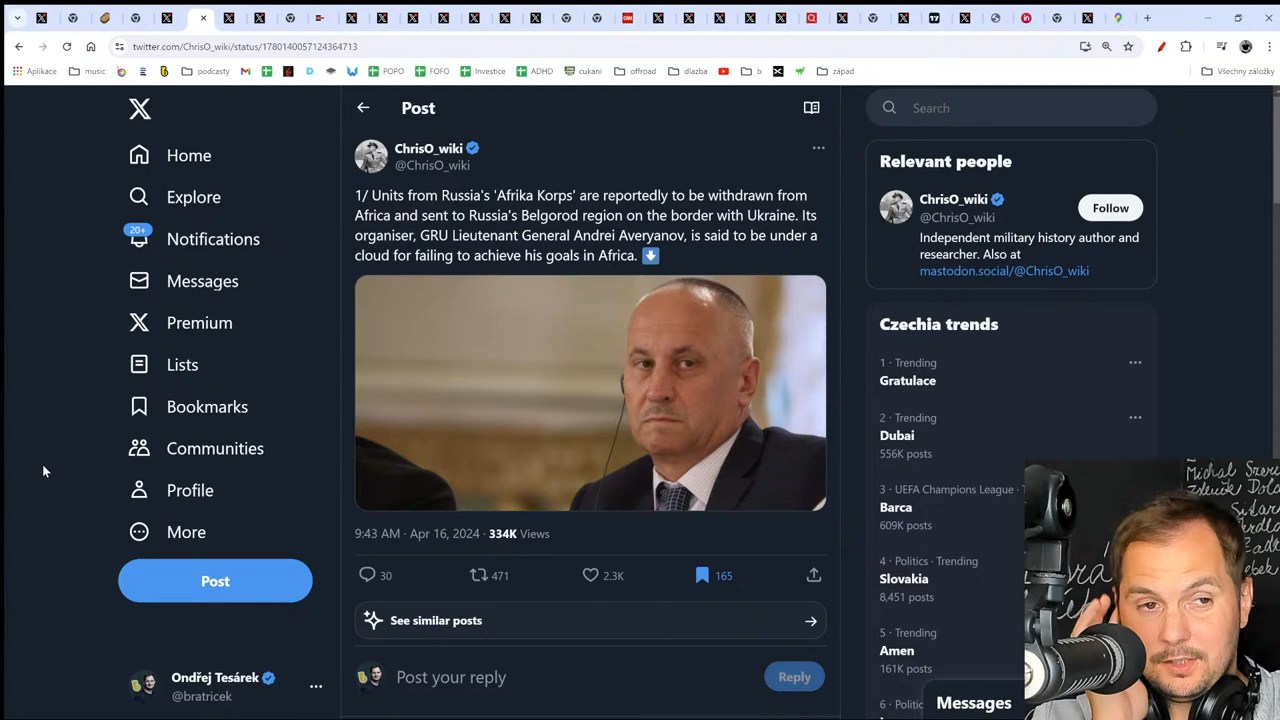 twitter.com/ChrisO_wiki/status/1780140057124364713
Aplikace
music
podcasty
POPO
FOFO
Investice
ADHD
cukani
offroad
dlazba
b
západ
Všechny záložky
Home
Explore
20+
Notifications
Messages
Premium
Lists
Bookmarks
Communities
Profile
More
Post
Ondřej Tesárek
@bratricek
Post
ChrisO_wiki
@ChrisO_wiki
1/ Units from Russia's 'Afrika Korps' are reportedly to be withdrawn from
Africa and sent to Russia's Belgorod region on the border with Ukraine. Its
organiser, GRU Lieutenant General Andrei Averyanov, is said to be under a
cloud for failing to achieve his goals in Africa.
9:43 AM · Apr 16, 2024 · 334K Views
30
471
2.3K
165
See similar posts
Post your reply
Reply
Search
Relevant people
ChrisO_wiki
@ChrisO_wiki
Follow
Independent military history author and
researcher. Also at
mastodon.social/@ChrisO_wiki
Czechia trends
1 · Trending
Gratulace
2 · Trending
Dubai
556K posts
3 · UEFA Champions League ·
Barca
609K posts
4 · Politics · Trending
Slovakia
8,451 posts
5 · Trending
Amen
161K posts
Messages
Michal
Zdeněk